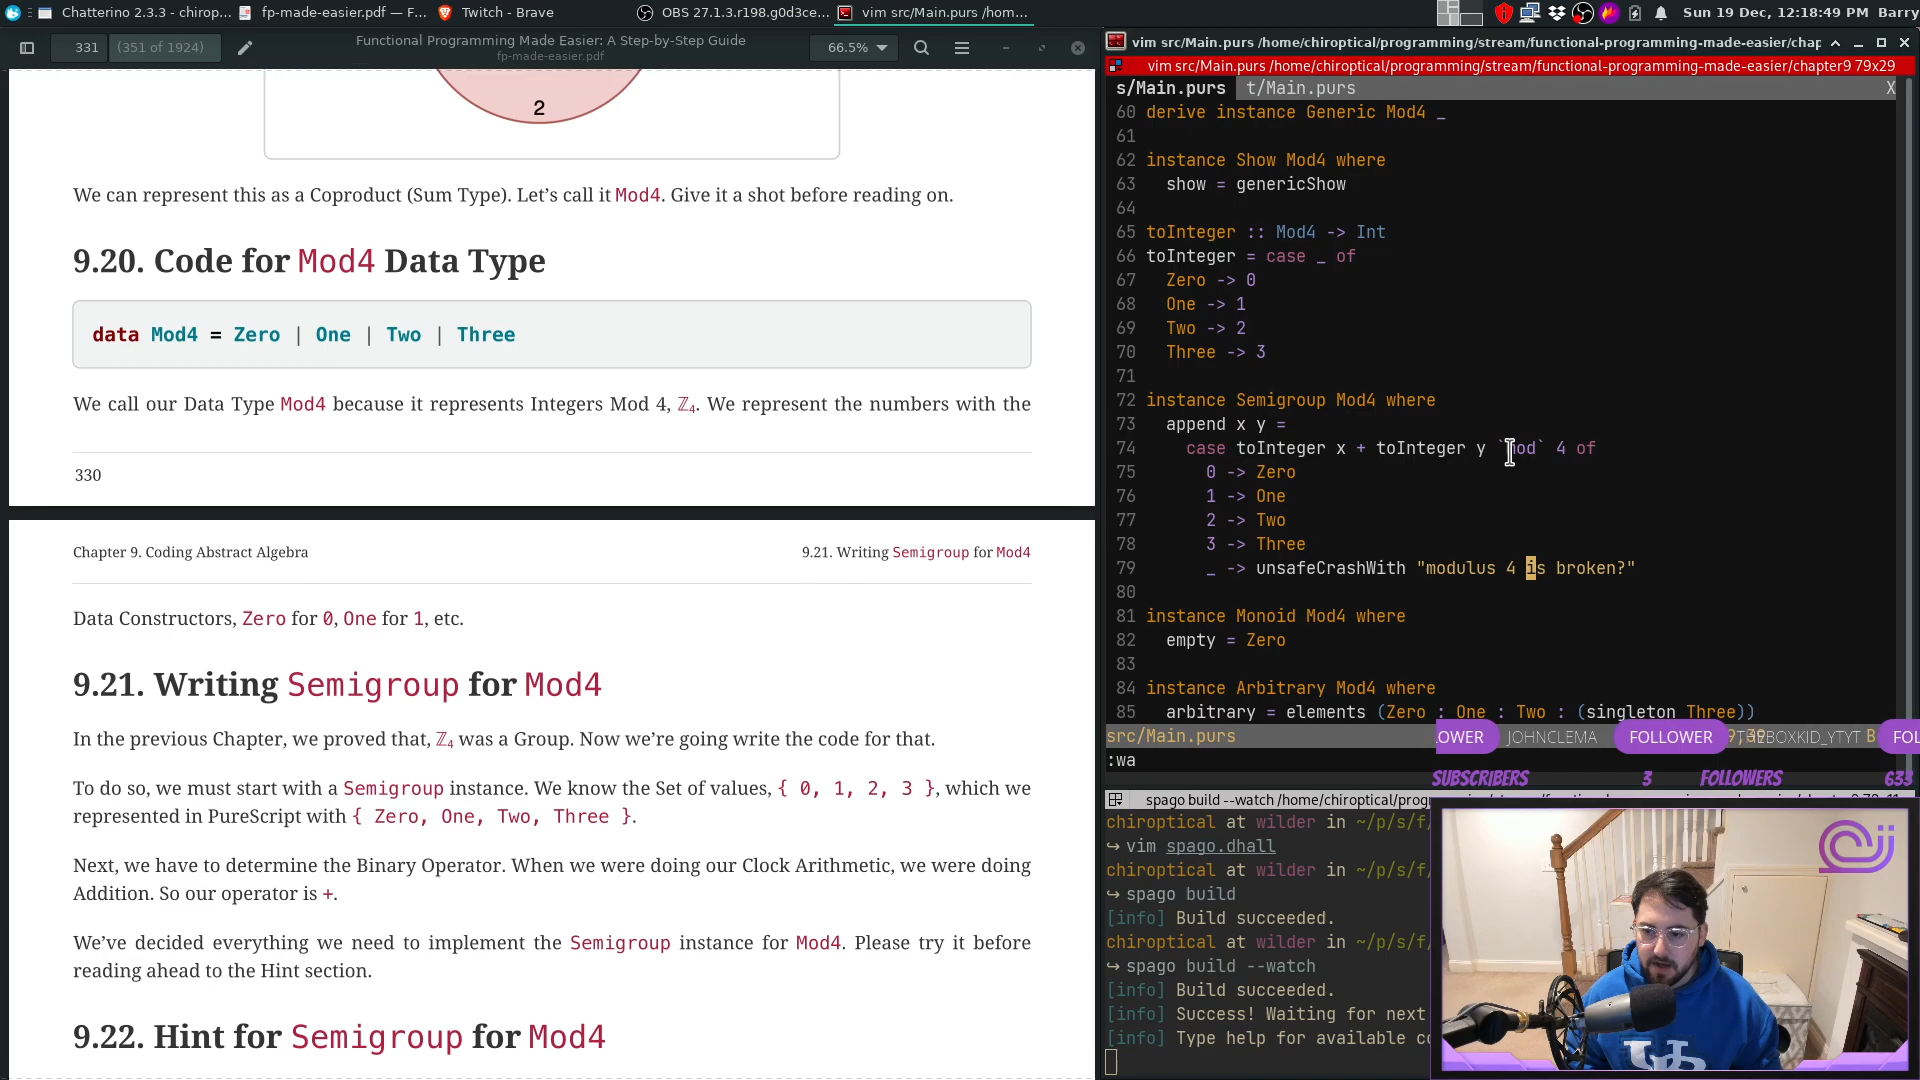 Chatterino 2.3.3 - chirop...
fp-made-easier.pdf — F...
Twitch - Brave
OBS 27.1.3.r198.g0d3ce...
vim src/Main.purs /hom...
Sun 19 Dec, 12:18:49 PM Barry
331
(351 of 1924)
Functional Programming Made Easier: A Step-by-Step Guide
fp-made-easier.pdf
66.5%
2
We can represent this as a Coproduct (Sum Type). Let's call it Mod4. Give it a shot before reading on.
9.20. Code for Mod4 Data Type
data Mod4 = Zero | One | Two | Three
We call our Data Type Mod4 because it represents Integers Mod 4, ℤ₄. We represent the numbers with the
330
Chapter 9. Coding Abstract Algebra
9.21. Writing Semigroup for Mod4
Data Constructors, Zero for 0, One for 1, etc.
9.21. Writing Semigroup for Mod4
In the previous Chapter, we proved that, ℤ₄ was a Group. Now we're going write the code for that.
To do so, we must start with a Semigroup instance. We know the Set of values, { 0, 1, 2, 3 }, which we
represented in PureScript with { Zero, One, Two, Three }.
Next, we have to determine the Binary Operator. When we were doing our Clock Arithmetic, we were doing
Addition. So our operator is +.
We've decided everything we need to implement the Semigroup instance for Mod4. Please try it before
reading ahead to the Hint section.
9.22. Hint for Semigroup for Mod4
vim src/Main.purs /home/chiroptical/programming/stream/functional-programming-made-easier/chap
vim src/Main.purs /home/chiroptical/programming/stream/functional-programming-made-easier/chapter9 79x29
s/Main.purs t/Main.purs X
60 derive instance Generic Mod4 _
61
62 instance Show Mod4 where
63   show = genericShow
64
65 toInteger :: Mod4 -> Int
66 toInteger = case _ of
67   Zero -> 0
68   One -> 1
69   Two -> 2
70   Three -> 3
71
72 instance Semigroup Mod4 where
73   append x y =
74     case toInteger x + toInteger y `mod` 4 of
75       0 -> Zero
76       1 -> One
77       2 -> Two
78       3 -> Three
79       _ -> unsafeCrashWith "modulus 4 is broken?"
80
81 instance Monoid Mod4 where
82   empty = Zero
83
84 instance Arbitrary Mod4 where
85   arbitrary = elements (Zero : One : Two : (singleton Three))
src/Main.purs
OWER JOHNCLEMA FOLLOWER
FOL
:wa
SUBSCRIBERS 3 FOLLOWERS 633
spago build --watch /home/chiroptical/progr
chiroptical at wilder in ~/p/s/f/
↪ vim spago.dhall
chiroptical at wilder in ~/p/s/f/
↪ spago build
[info] Build succeeded.
chiroptical at wilder in ~/p/s/f/
↪ spago build --watch
[info] Build succeeded.
[info] Success! Waiting for next
[info] Type help for available co